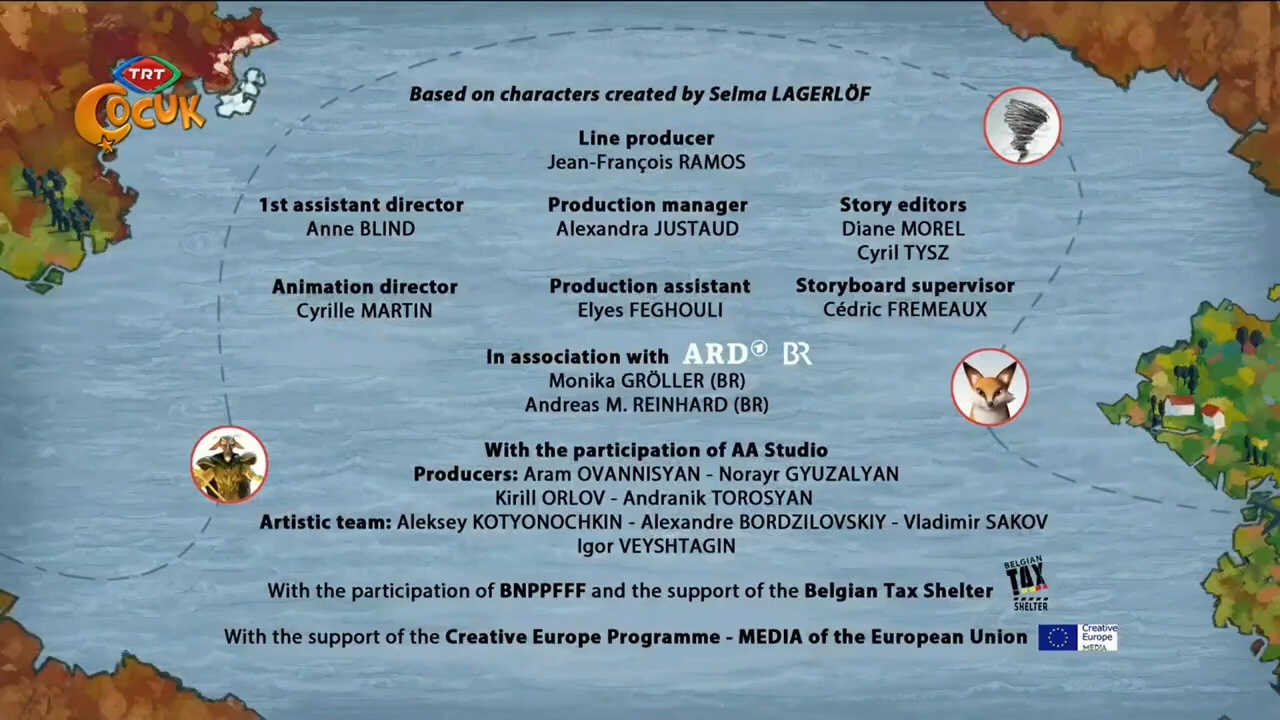 TRT
ÇOCUK
Based on characters created by Selma LAGERLÖF
Line producer
Jean-François RAMOS
1st assistant director
Anne BLIND
Production manager
Alexandra JUSTAUD
Story editors
Diane MOREL
Cyril TYSZ
Animation director
Cyrille MARTIN
Production assistant
Elyes FEGHOULI
Storyboard supervisor
Cédric FREMEAUX
In association with ARD 1 BR
Monika GRÖLLER (BR)
Andreas M. REINHARD (BR)
With the participation of AA Studio
Producers: Aram OVANNISYAN - Norayr GYUZALYAN
Kirill ORLOV - Andranik TOROSYAN
Artistic team: Aleksey KOTYONOCHKIN - Alexandre BORDZILOVSKIY - Vladimir SAKOV
Igor VEYSHTAGIN
With the participation of BNPPFFF and the support of the Belgian Tax Shelter
BELGIAN
TAX
SHELTER
With the support of the Creative Europe Programme - MEDIA of the European Union
Creative
Europe
MEDIA